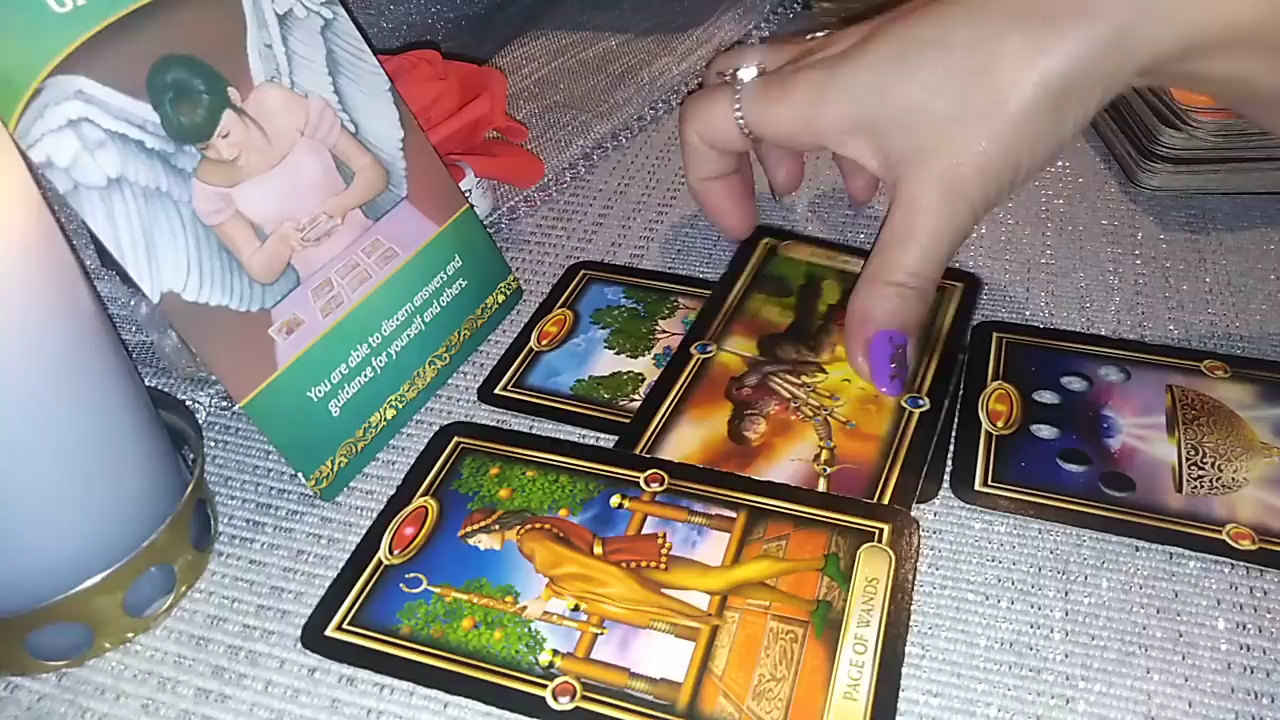 You are able to discern answers and
guidance for yourself and others.
PAGE OF WANDS